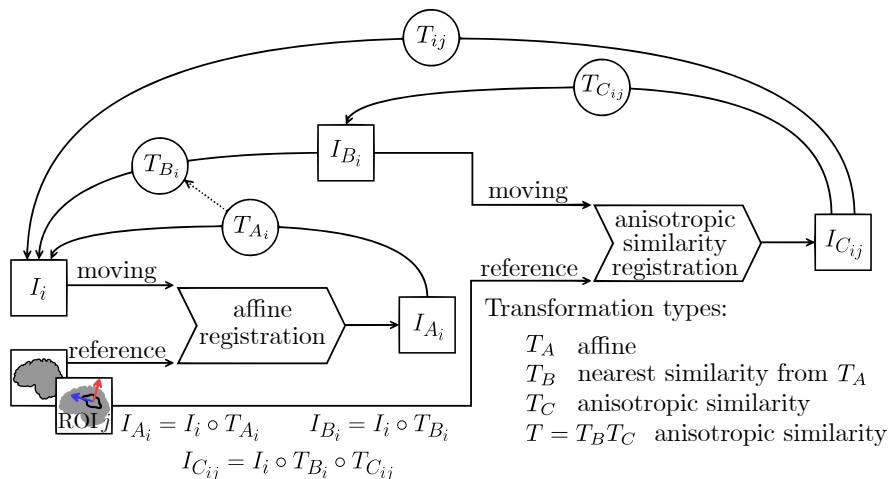 T_{ij}
T_{C_{ij}}
I_{B_i}
T_{B_i}
moving
T_{A_i}
anisotropic
similarity
registration
I_{C_{ij}}
I_i
moving
reference
affine
registration
I_{A_i}
Transformation types:
reference
T_A affine
T_B nearest similarity from T_A
T_C anisotropic similarity
T = T_B T_C anisotropic similarity
ROI_j
I_{A_i} = I_i ∘ T_{A_i}
I_{B_i} = I_i ∘ T_{B_i}
I_{C_{ij}} = I_i ∘ T_{B_i} ∘ T_{C_{ij}}